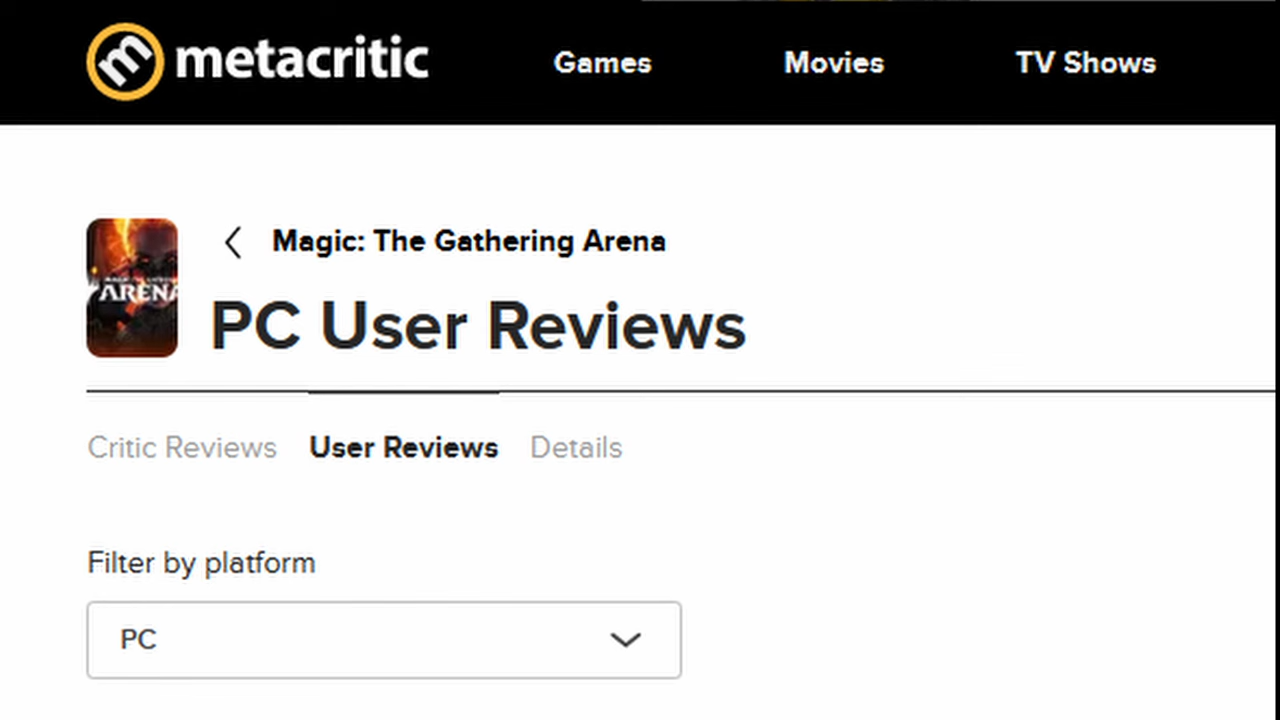 metacritic Games Movies TV Shows
Magic: The Gathering Arena
ARENA
PC User Reviews
Critic Reviews User Reviews Details
Filter by platform
PC